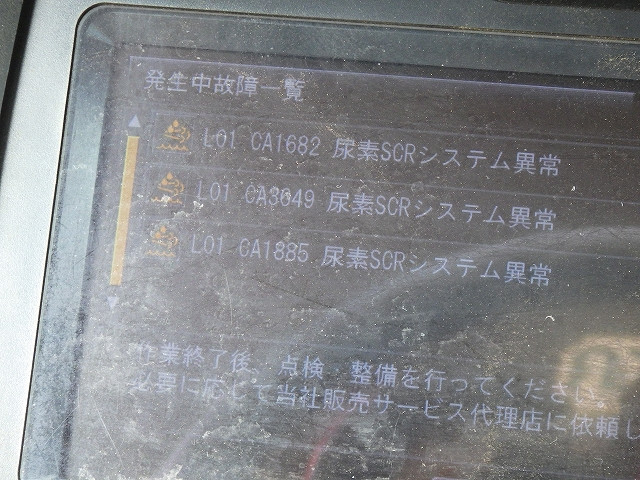 発生中故障一覧
L01 CA1682 尿素SCRシステム異常
L01 CA3649 尿素SCRシステム異常
L01 CA1885 尿素SCRシステム異常
作業終了後、点検・整備を行ってください。
必要に応じて当社販売サービス代理店に依頼し